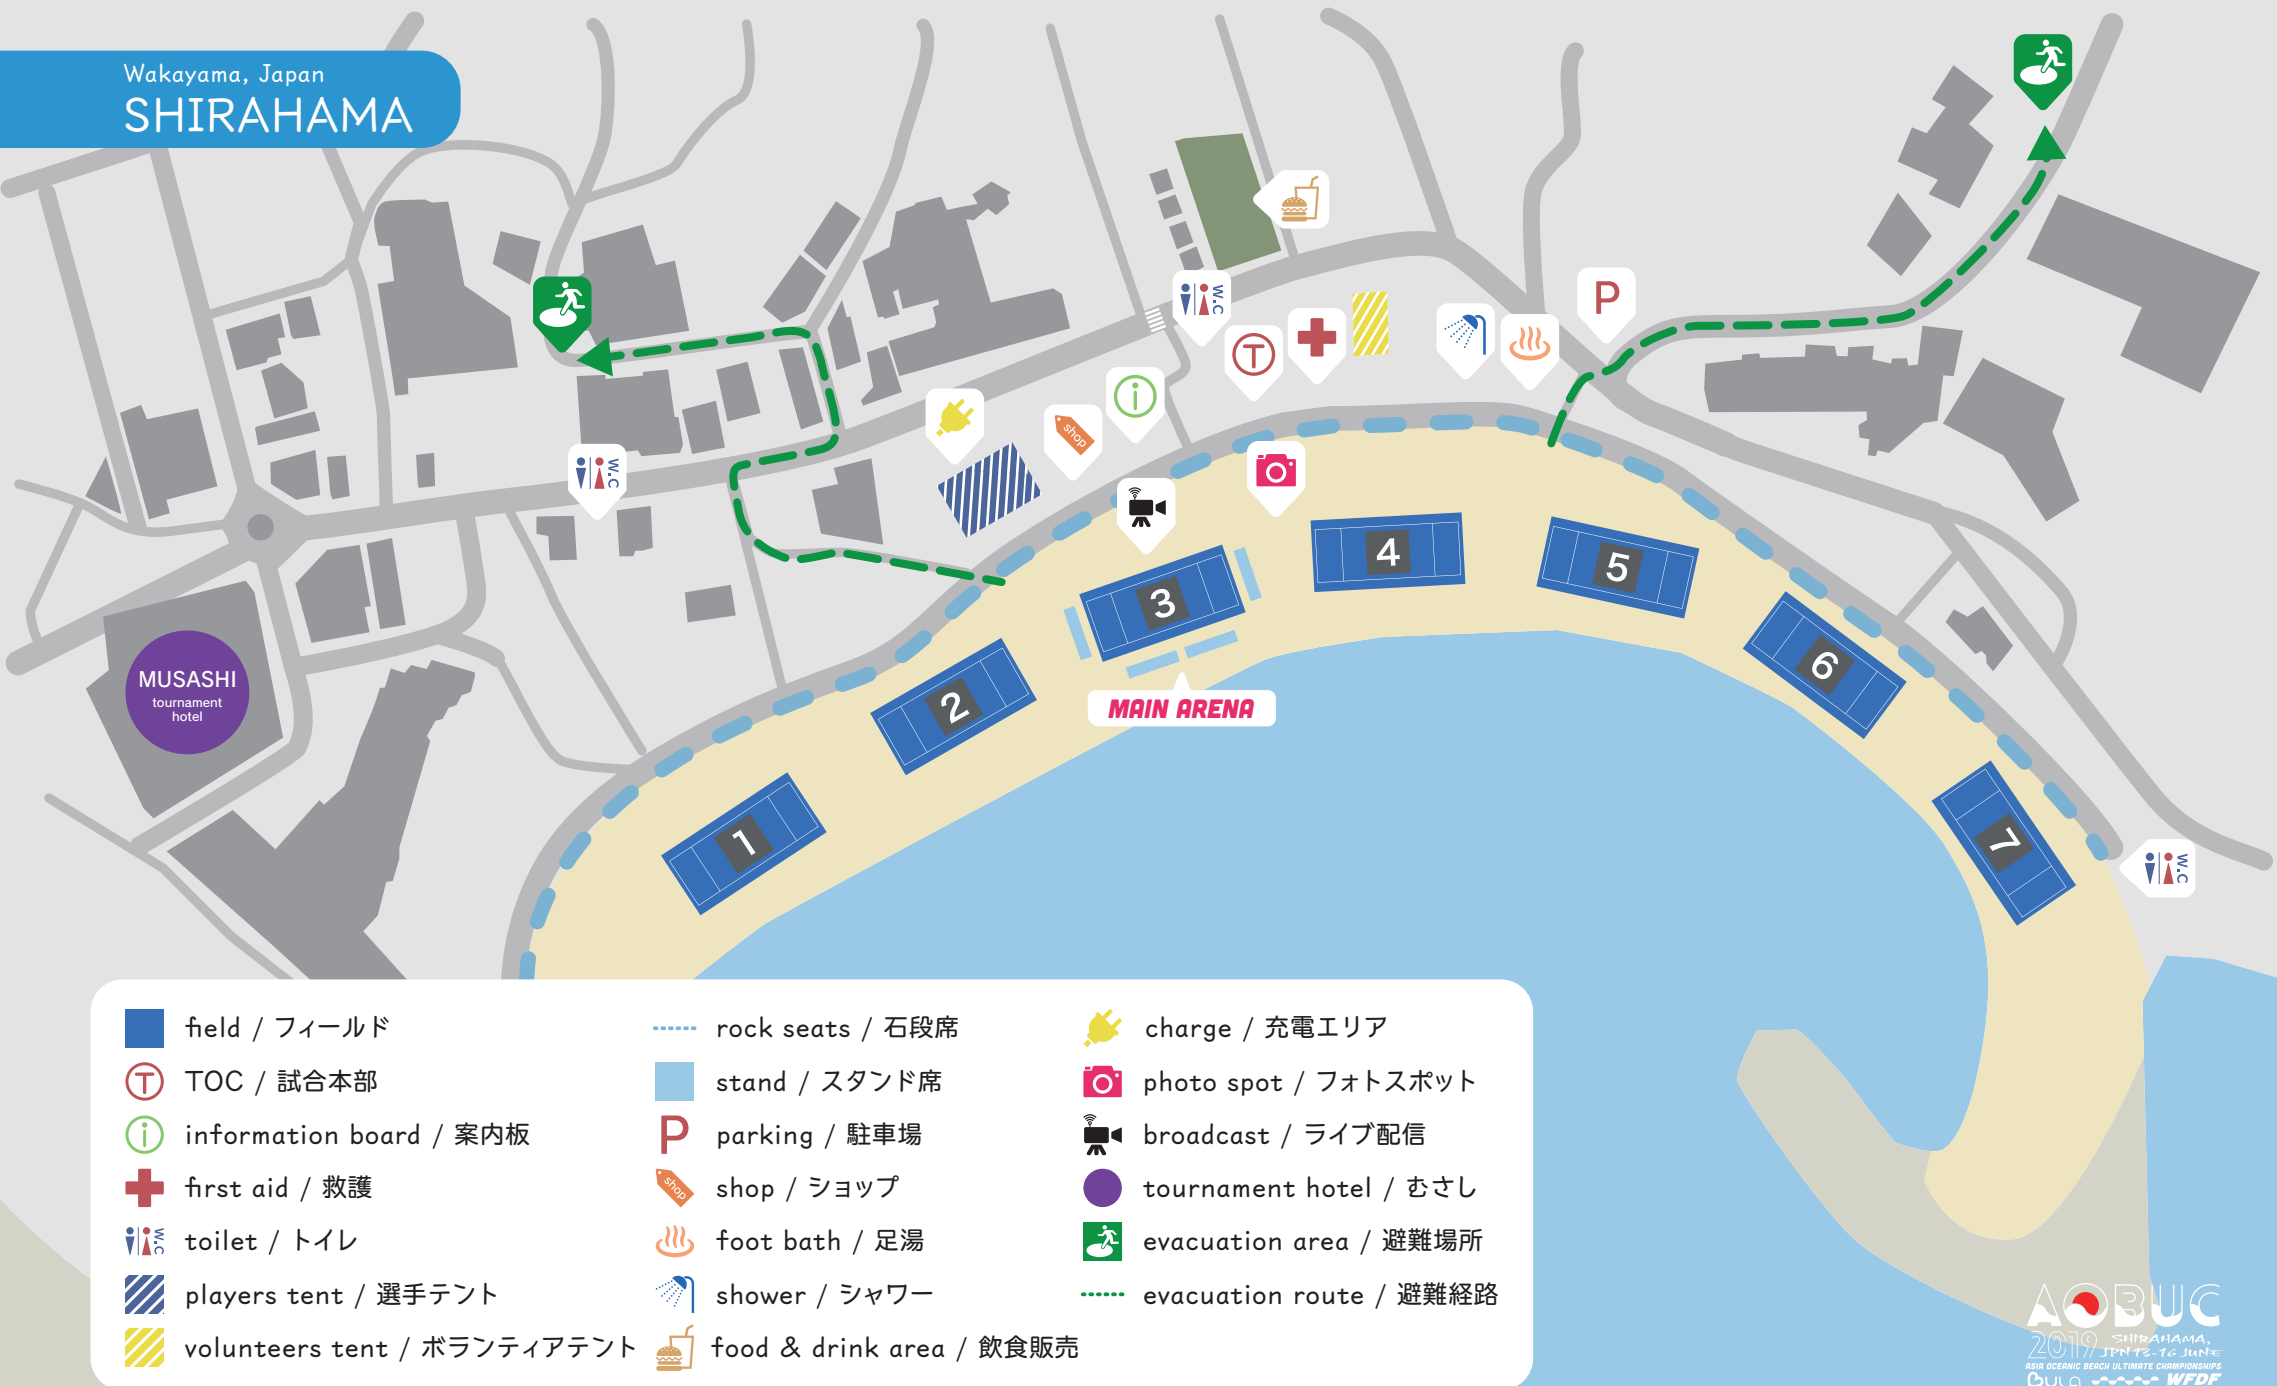 Wakayama, Japan
SHIRAHAMA
W.C
P
T
i
shop
W.C
4
5
3
6
MUSASHI
tournament
hotel
2
MAIN ARENA
1
7
W.C
field / フィールド
TOC / 試合本部
information board / 案内板
first aid / 救護
W.C
toilet / トイレ
players tent / 選手テント
volunteers tent / ボランティアテント
rock seats / 石段席
stand / スタンド席
P
parking / 駐車場
shop
shop / ショップ
foot bath / 足湯
shower / シャワー
food & drink area / 飲食販売
charge / 充電エリア
photo spot / フォトスポット
broadcast / ライブ配信
tournament hotel / むさし
evacuation area / 避難場所
evacuation route / 避難経路
AOBUC
2019 SHIRAHAMA,
JPN 13-16 JUNE
ASIA OCEANIC BEACH ULTIMATE CHAMPIONSHIPS
BULA WFDF